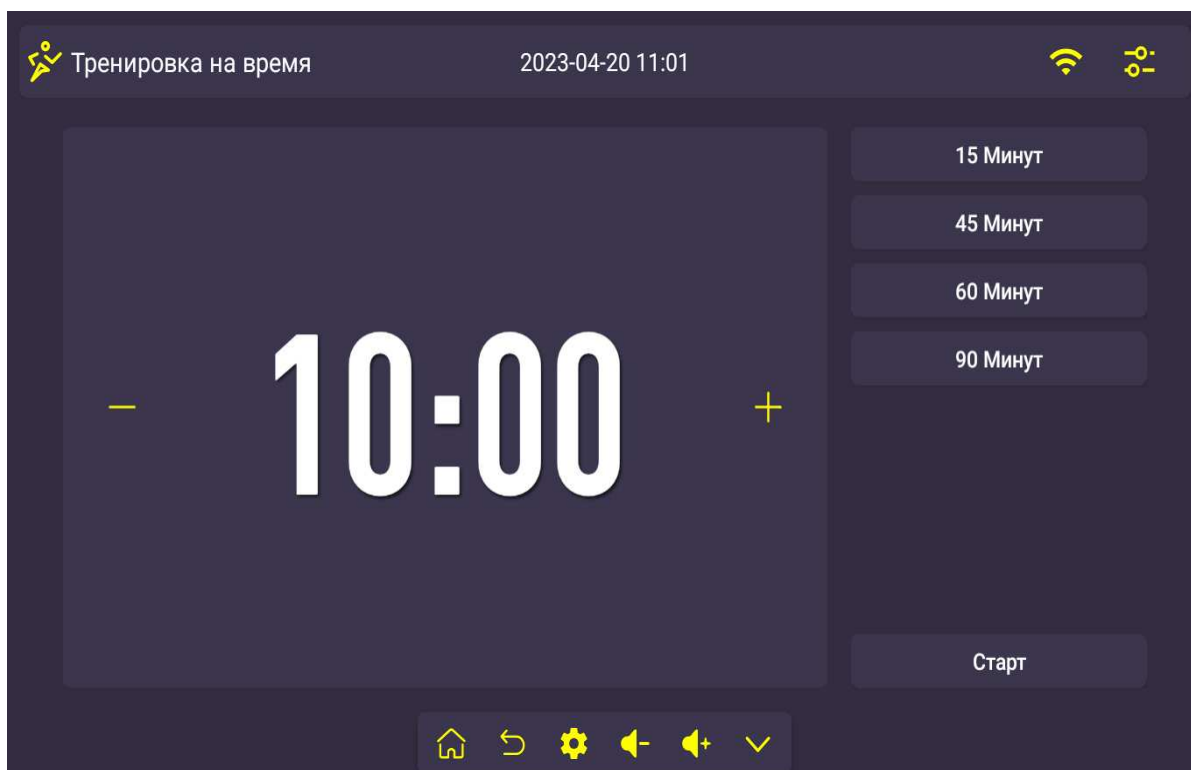 Тренировка на время
2023-04-20 11:01
15 Минут
45 Минут
60 Минут
90 Минут
10:00
Старт